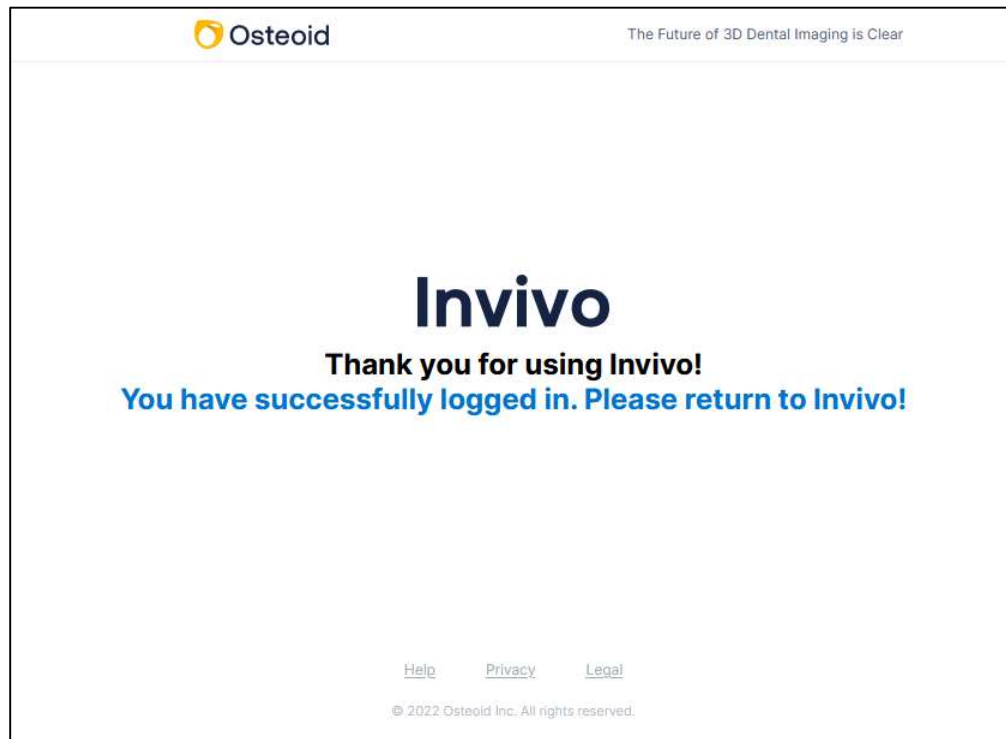 Osteoid
The Future of 3D Dental Imaging is Clear
Invivo
Thank you for using Invivo!
You have successfully logged in. Please return to Invivo!
Help Privacy Legal
© 2022 Osteoid Inc. All rights reserved.